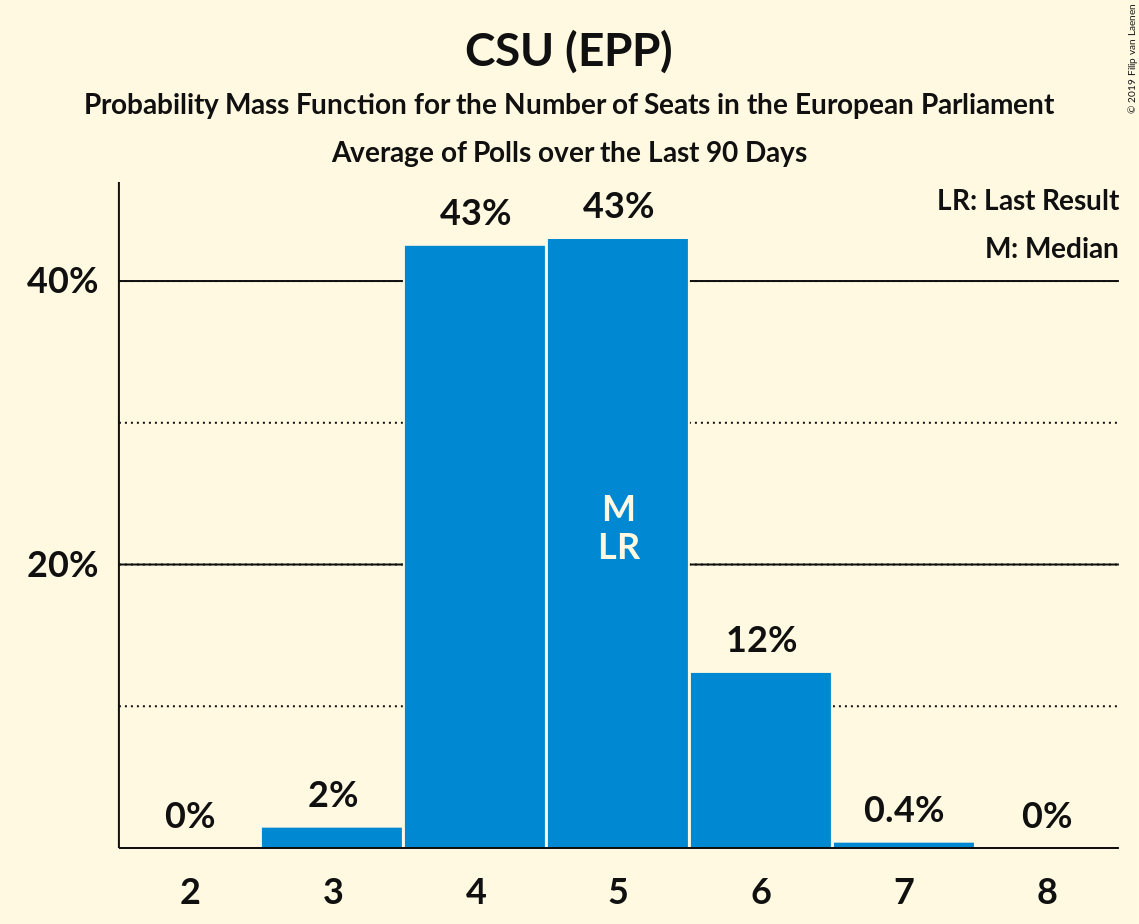 CSU (EPP)
Probability Mass Function for the Number of Seats in the European Parliament
Average of Polls over the Last 90 Days
© 2019 Filip van Laenen
LR: Last Result
M: Median
43%
43%
40%
M
LR
20%
12%
2%
0%
0.4%
0%
2 3 4 5 6 7 8